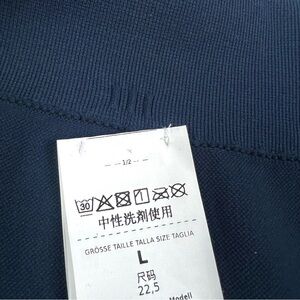 1/2
30
中性洗剤使用
GRÖSSE TAILLE TALLA SIZE TAGLIA
L
尺码
22,5
Modell